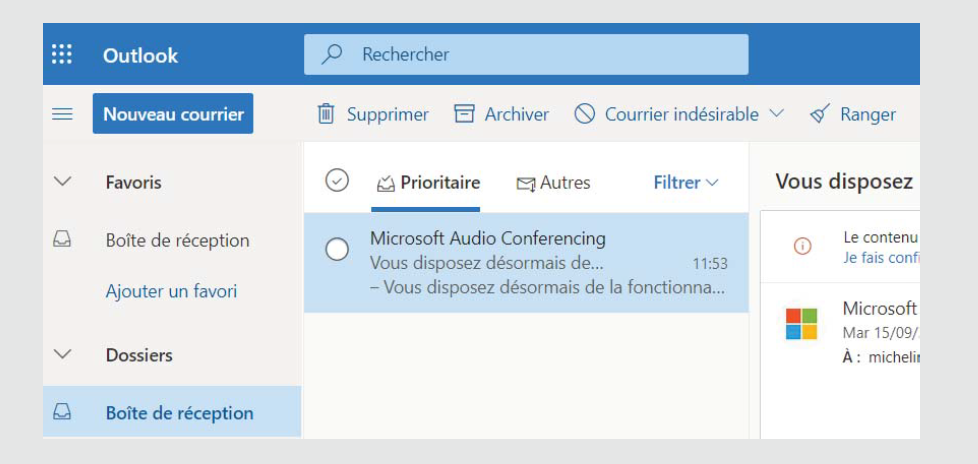 Outlook
Rechercher
Nouveau courrier
Supprimer
Archiver
Courrier indésirable
Ranger
Favoris
Prioritaire
Autres
Filtrer
Vous disposez
Boîte de réception
Microsoft Audio Conferencing
Vous disposez désormais de... 11:53
– Vous disposez désormais de la fonctionna...
Le contenu
Je fais confi
Ajouter un favori
Microsoft
Mar 15/09/
À : michelin
Dossiers
Boîte de réception